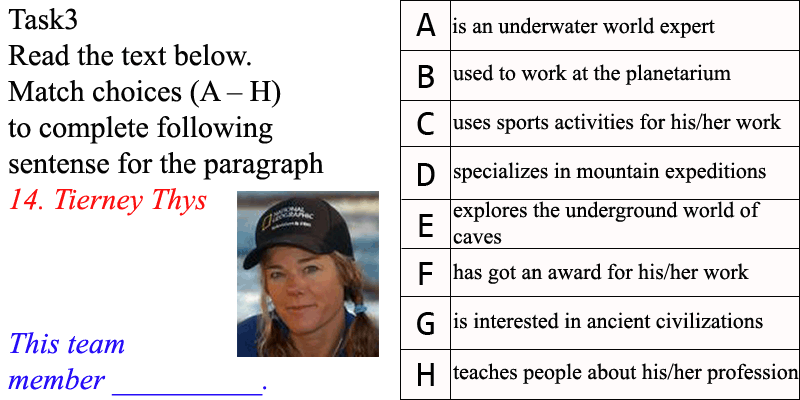 Task3
Read the text below.
Match choices (A – H)
to complete following
sentense for the paragraph
14. Tierney Thys
NATIONAL
GEOGRAPHIC
This team
member __________.
A is an underwater world expert
B used to work at the planetarium
C uses sports activities for his/her work
D specializes in mountain expeditions
E explores the underground world of
caves
F has got an award for his/her work
G is interested in ancient civilizations
H teaches people about his/her profession